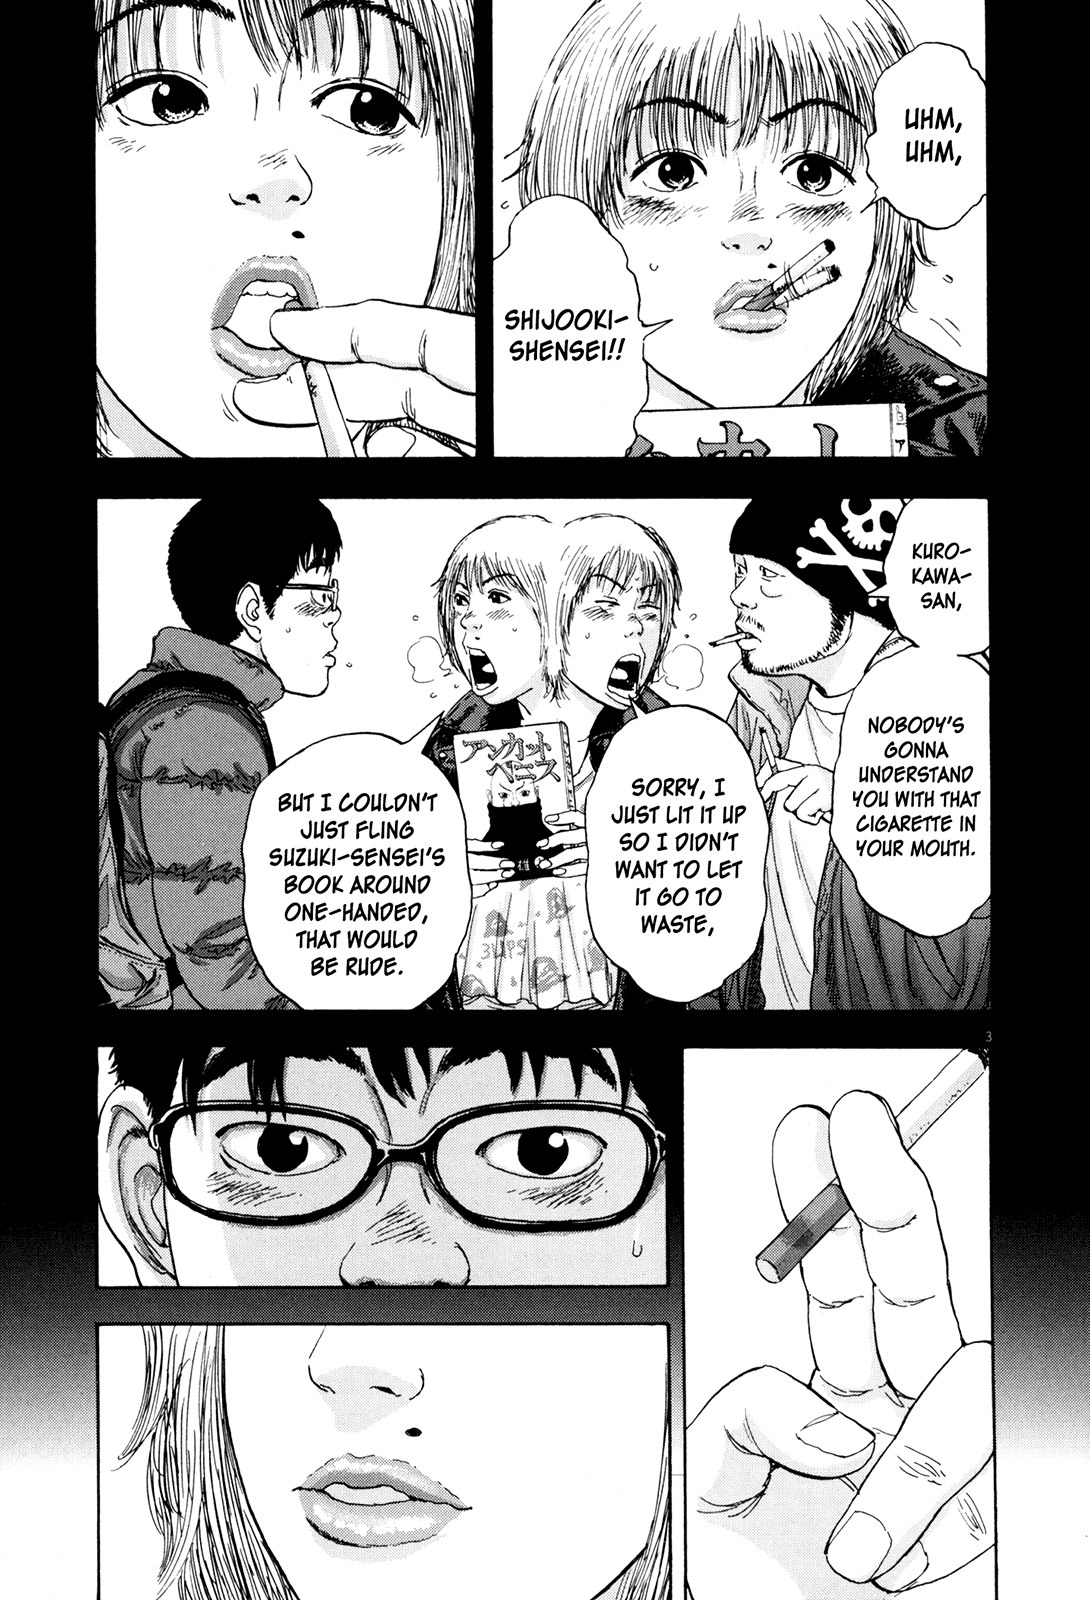 UHM,
UHM,
SHIJOOKI-
SHENSEI!!
KURO-
KAWA-
SAN,
NOBODY'S
GONNA
UNDERSTAND
YOU WITH THAT
CIGARETTE IN
YOUR MOUTH.
SORRY, I
JUST LIT IT UP
SO I DIDN'T
WANT TO LET
IT GO TO
WASTE,
BUT I COULDN'T
JUST FLING
SUZUKI-SENSEI'S
BOOK AROUND
ONE-HANDED,
THAT WOULD
BE RUDE.
アンカット
ペニス
3